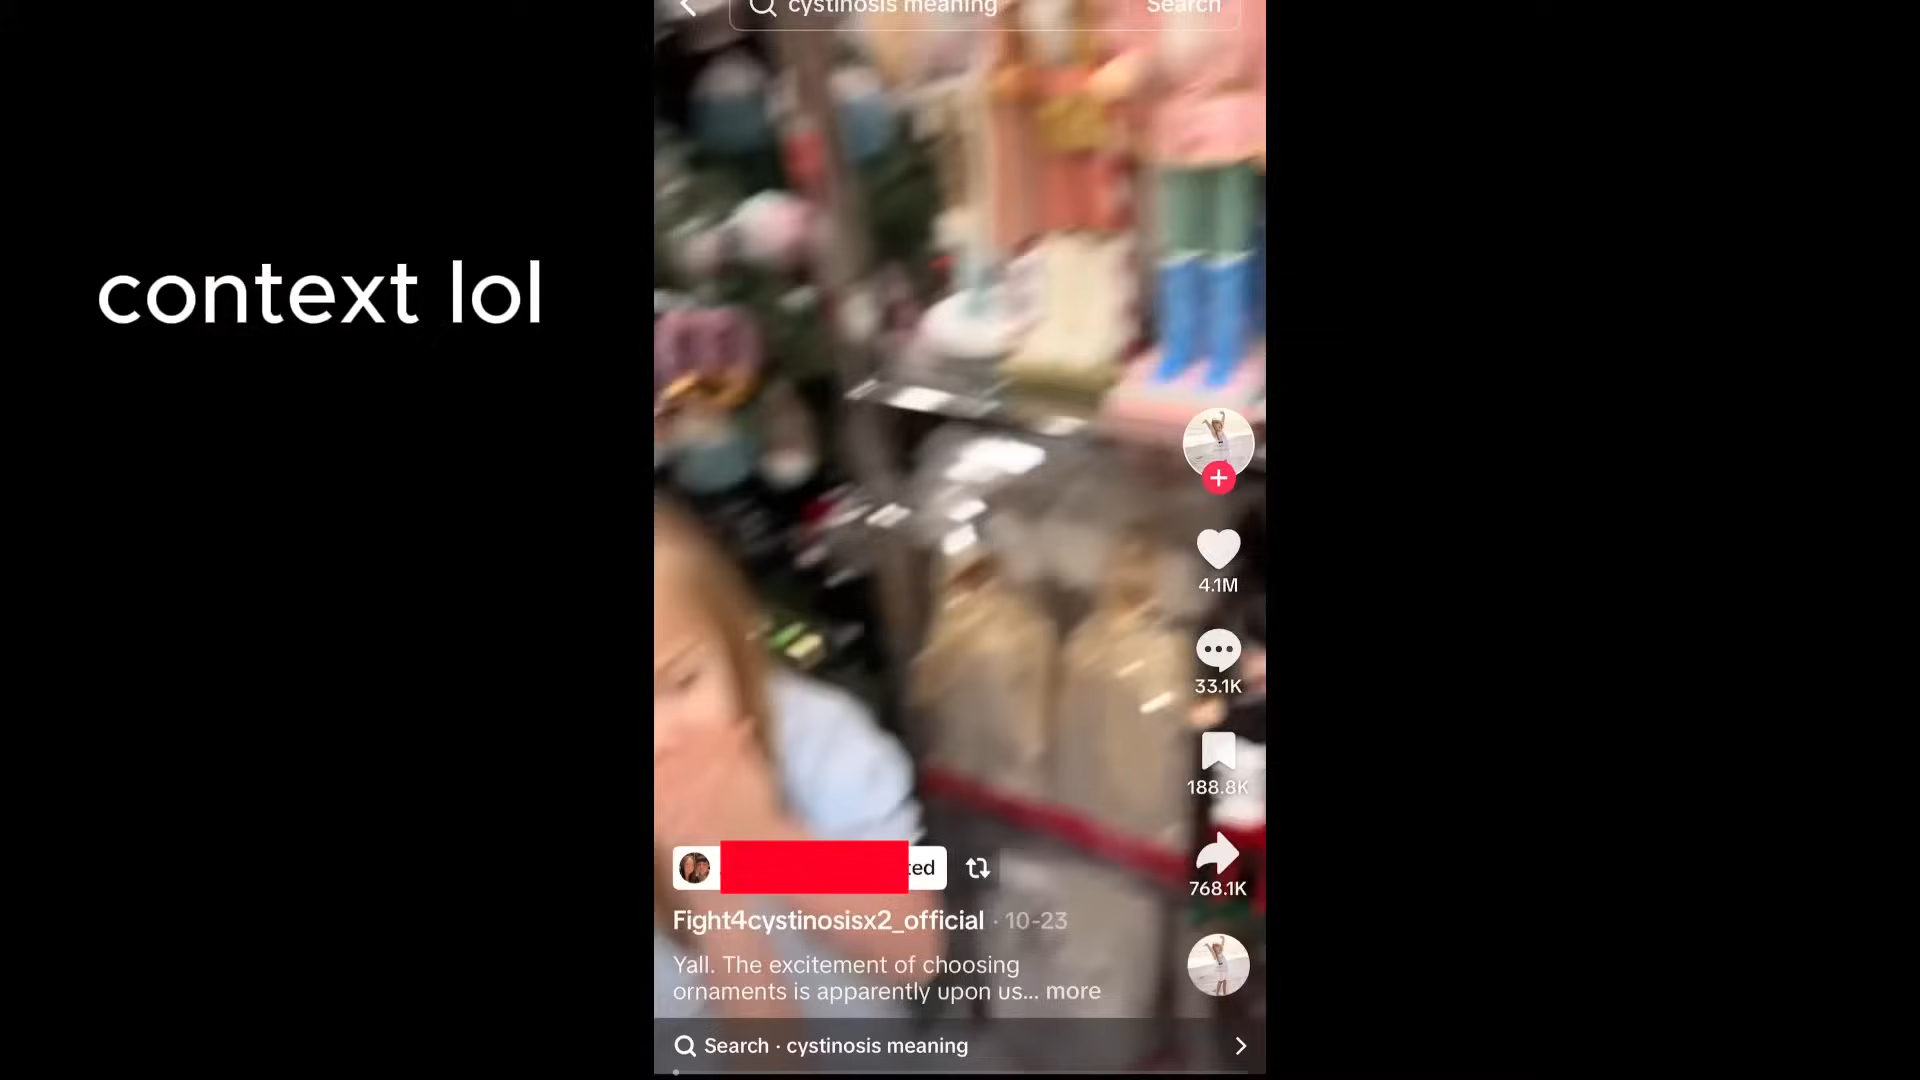 cystinosis meaning
Search
context lol
4.1M
33.1K
188.8K
ted
768.1K
Fight4cystinosisx2_official · 10-23
Yall. The excitement of choosing
ornaments is apparently upon us... more
Search · cystinosis meaning